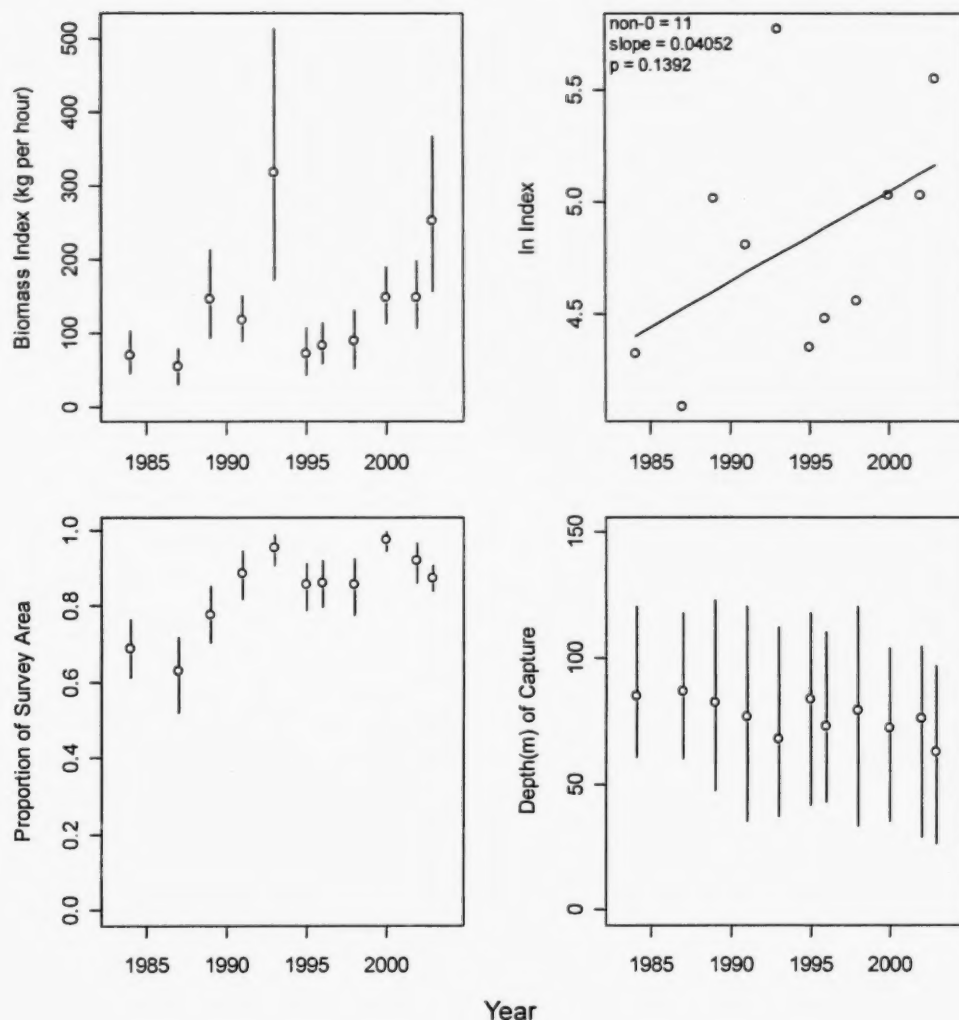 Biomass Index (kg per hour)
500
400
300
200
100
0
1985 1990 1995 2000
non-0 = 11
slope = 0.04052
p = 0.1392
ln Index
5.5
5.0
4.5
1985 1990 1995 2000
Proportion of Survey Area
1.0
0.8
0.6
0.4
0.2
0.0
1985 1990 1995 2000
Depth(m) of Capture
150
100
50
0
1985 1990 1995 2000
Year